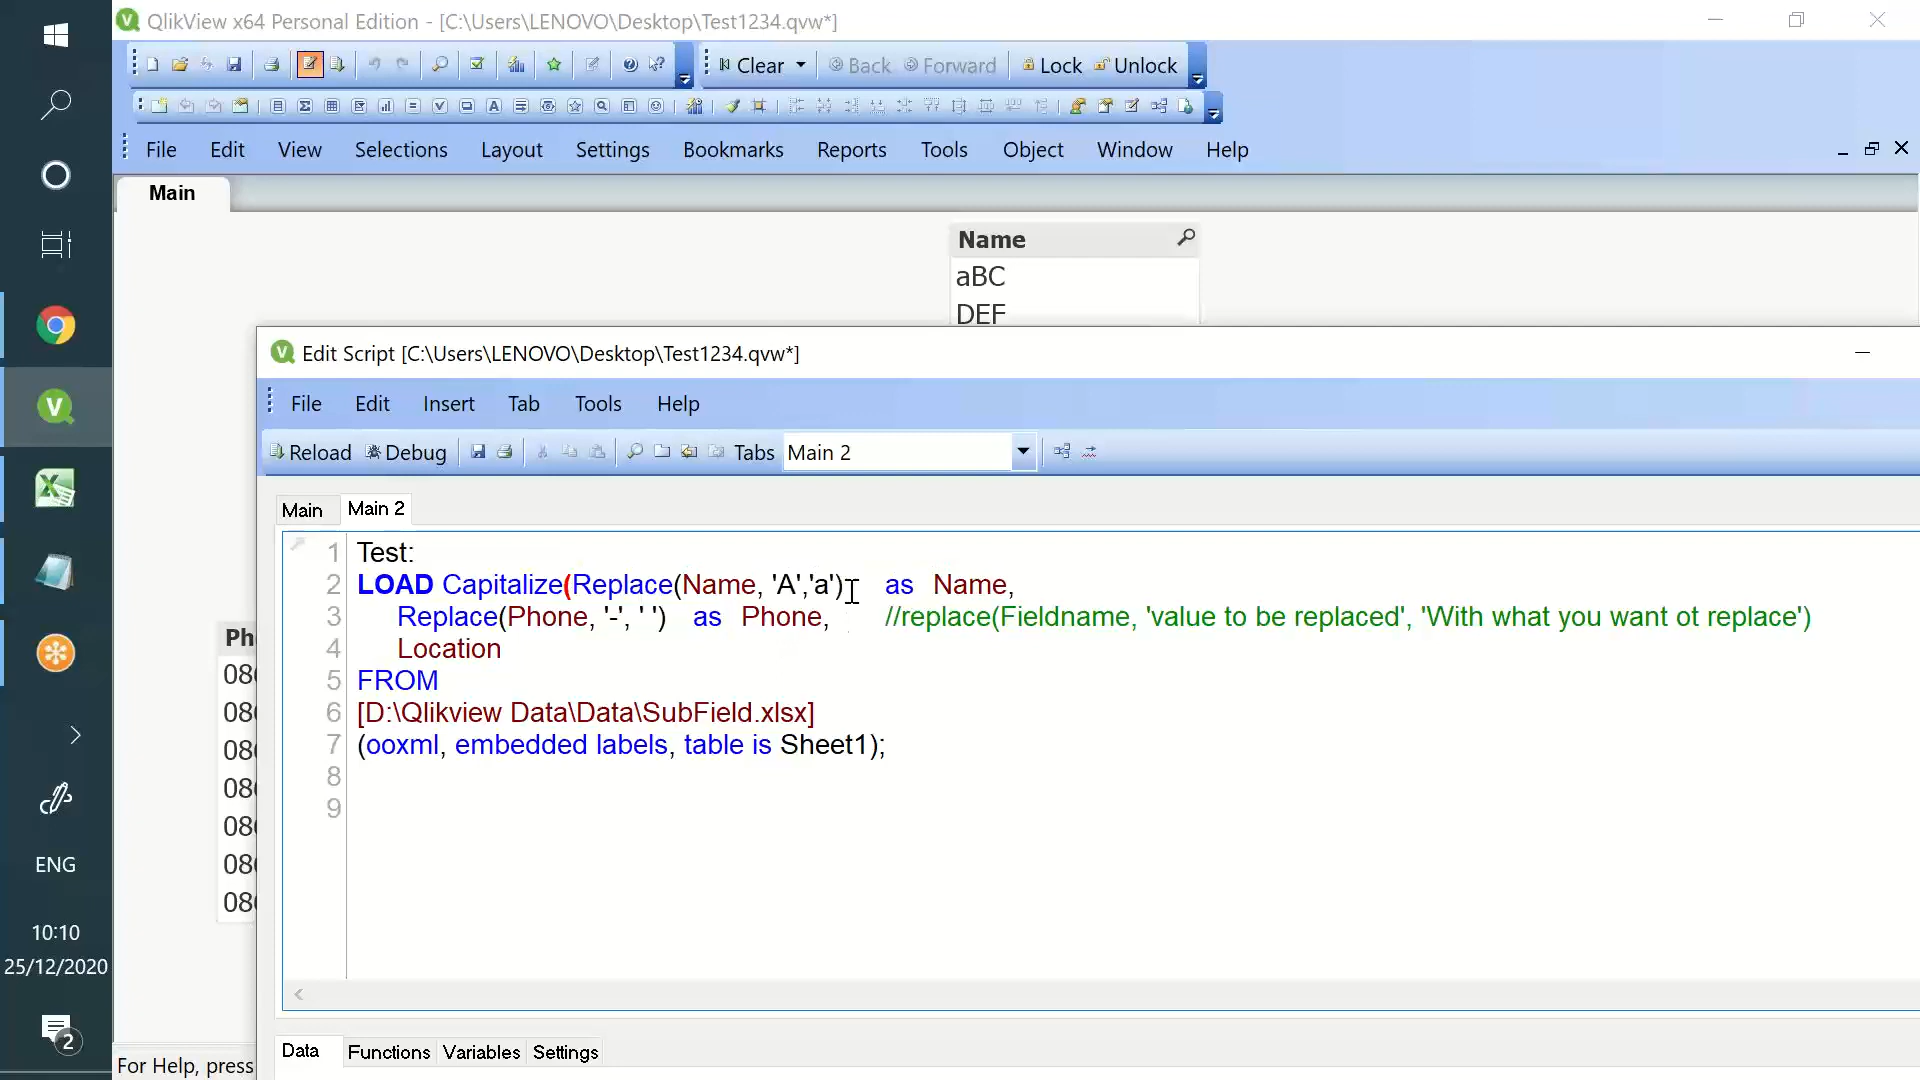 QlikView x64 Personal Edition - [C:\Users\LENOVO\Desktop\Test1234.qvw*]
Clear Back Forward Lock Unlock
File Edit View Selections Layout Settings Bookmarks Reports Tools Object Window Help
Main
Name
aBC
DEF
Edit Script [C:\Users\LENOVO\Desktop\Test1234.qvw*]
File Edit Insert Tab Tools Help
Reload Debug Tabs Main 2
Main Main 2
1 Test:
2 LOAD Capitalize(Replace(Name, 'A','a') as Name,
3 Replace(Phone, '-', ' ') as Phone, //replace(Fieldname, 'value to be replaced', 'With what you want ot replace')
4 Location
5 FROM
6 [D:\Qlikview Data\Data\SubField.xlsx]
7 (ooxml, embedded labels, table is Sheet1);
8
9
Data Functions Variables Settings
For Help, press
ENG
10:10
25/12/2020
2